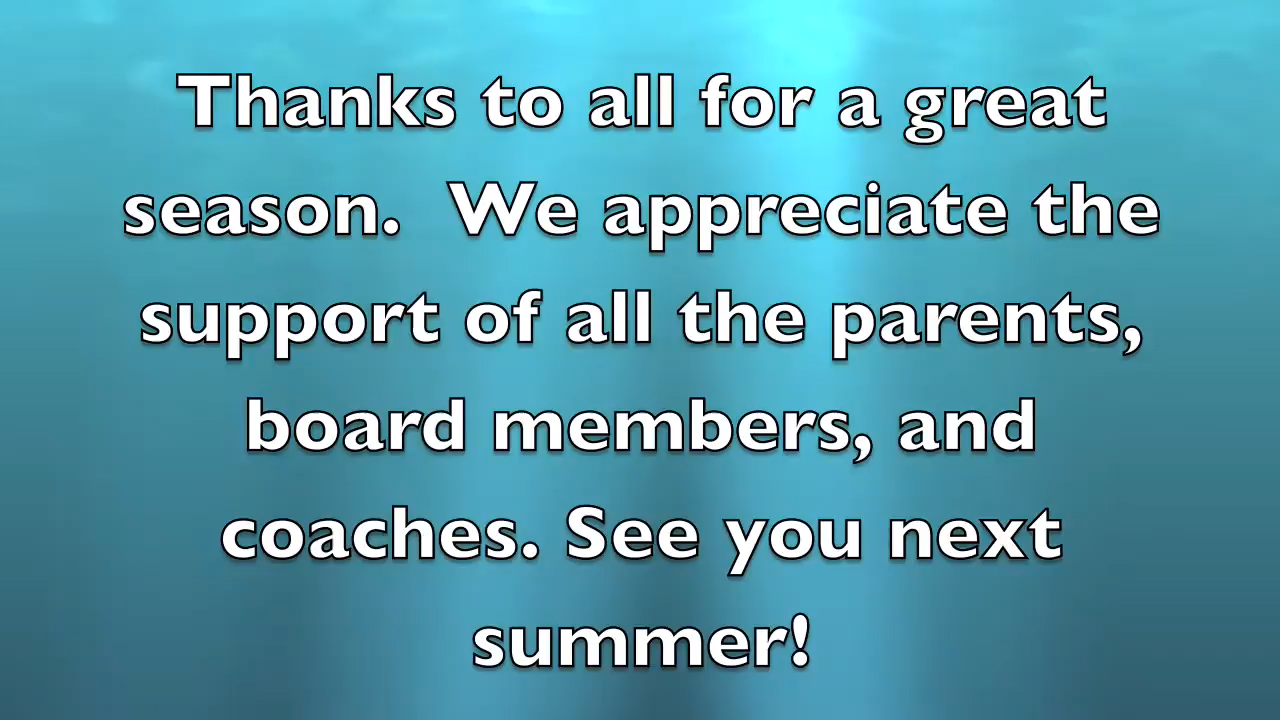 Thanks to all for a great
season.  We appreciate the
support of all the parents,
board members, and
coaches. See you next
summer!